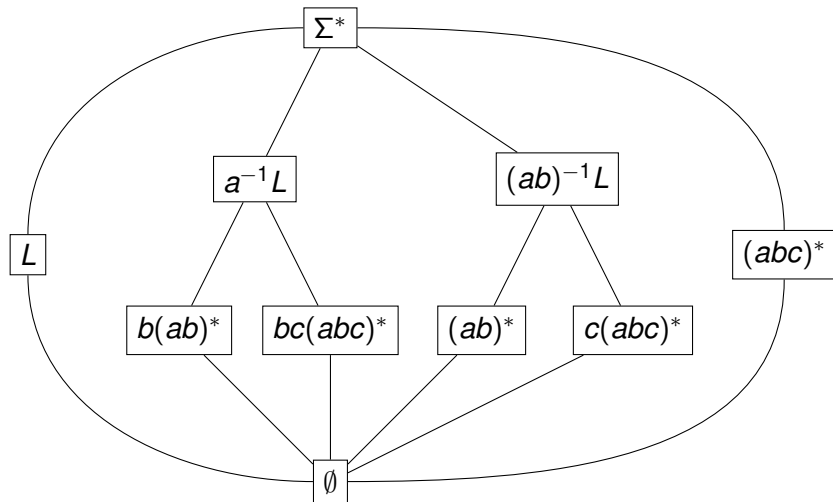 Σ*
a⁻¹L
(ab)⁻¹L
L
(abc)*
b(ab)*
bc(abc)*
(ab)*
c(abc)*
∅